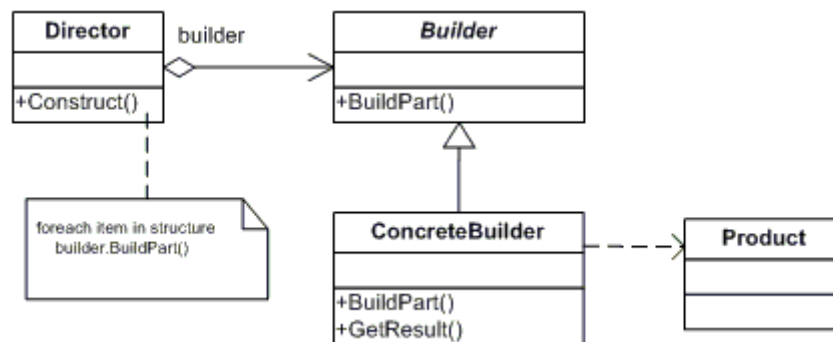 Director
builder
Builder
+Construct()
+BuildPart()
foreach item in structure
builder.BuildPart()
ConcreteBuilder
Product
+BuildPart()
+GetResult()